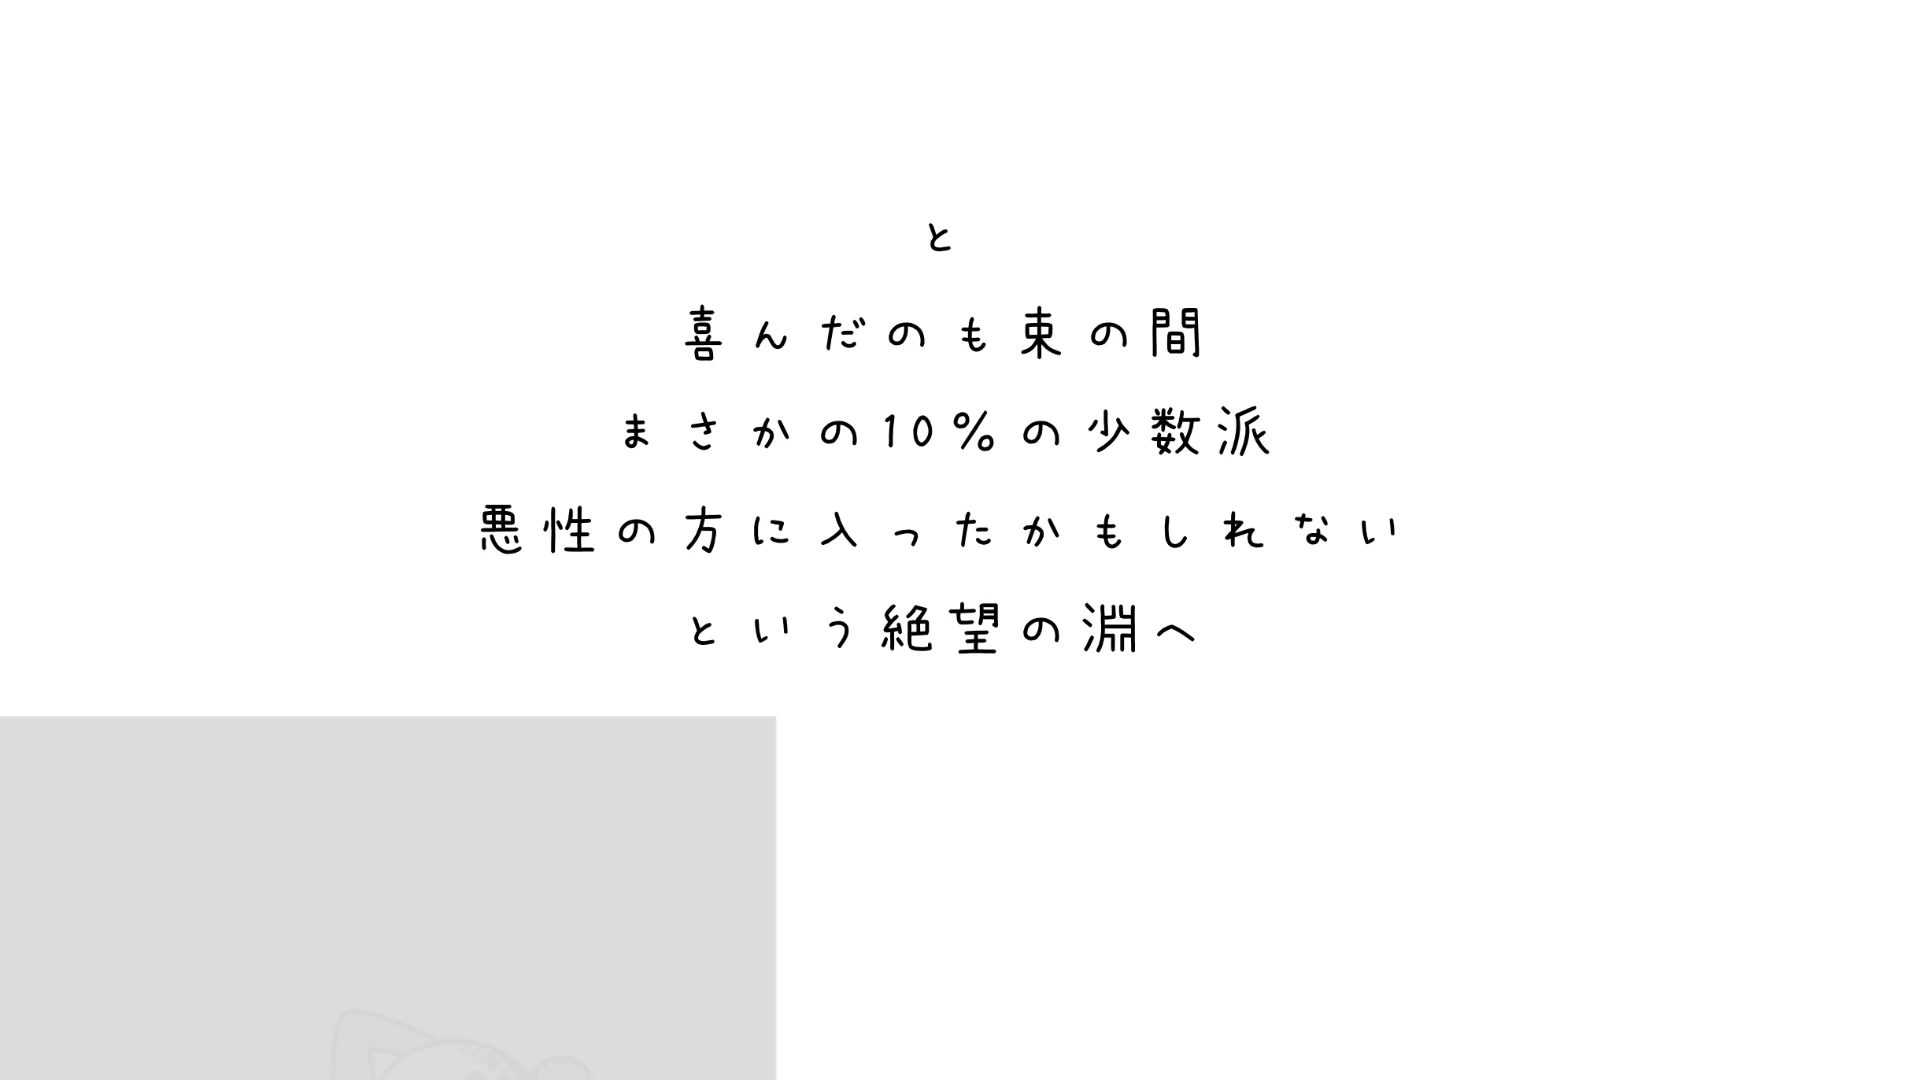 と
喜んだのも束の間
まさかの10%の少数派
悪性の方に入ったかもしれない
という絶望の淵へ